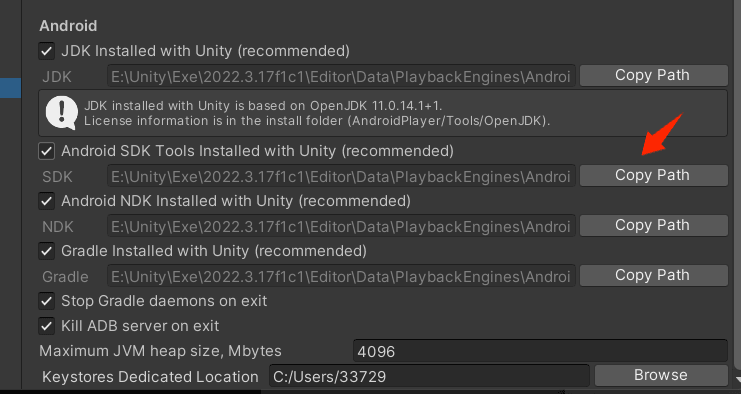 Android
JDK Installed with Unity (recommended)
JDK E:\Unity\Exe\2022.3.17f1c1\Editor\Data\PlaybackEngines\Androi Copy Path
JDK installed with Unity is based on OpenJDK 11.0.14.1+1.
License information is in the install folder (AndroidPlayer/Tools/OpenJDK).
Android SDK Tools Installed with Unity (recommended)
SDK E:\Unity\Exe\2022.3.17f1c1\Editor\Data\PlaybackEngines\Androi Copy Path
Android NDK Installed with Unity (recommended)
NDK E:\Unity\Exe\2022.3.17f1c1\Editor\Data\PlaybackEngines\Androi Copy Path
Gradle Installed with Unity (recommended)
Gradle E:\Unity\Exe\2022.3.17f1c1\Editor\Data\PlaybackEngines\Androi Copy Path
Stop Gradle daemons on exit
Kill ADB server on exit
Maximum JVM heap size, Mbytes 4096
Keystores Dedicated Location C:/Users/33729 Browse